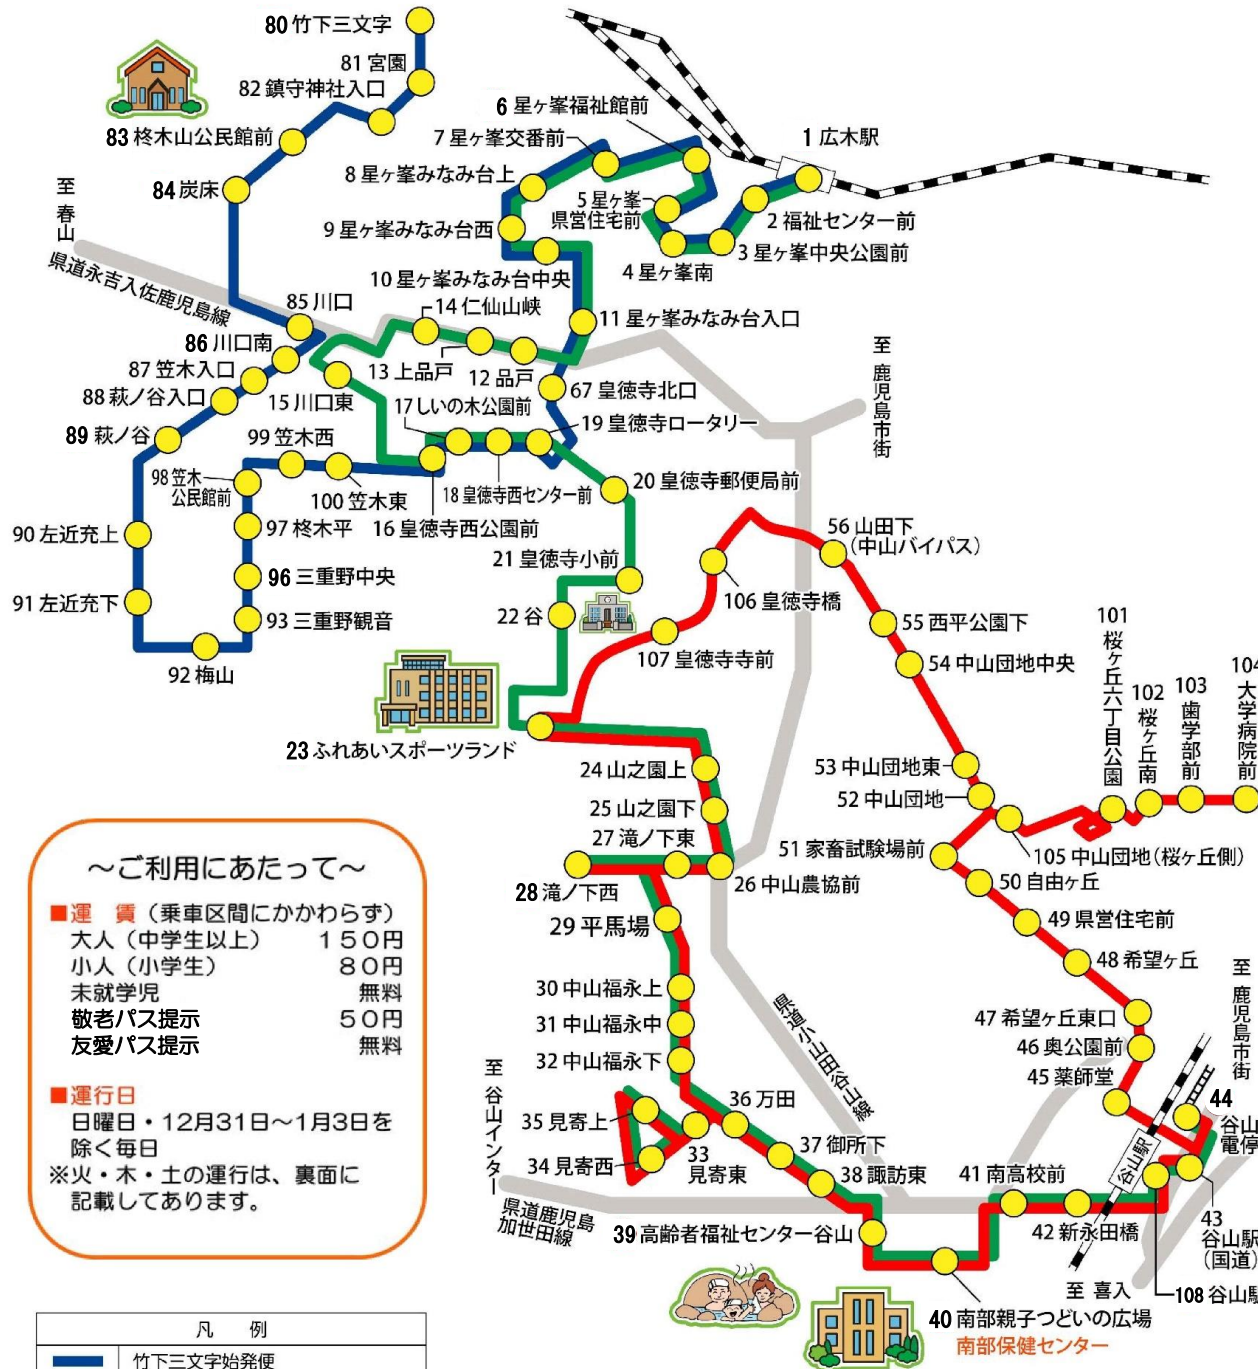 80 竹下三文字
81 宮園
82 鎮守神社入口
83 柊木山公民館前
84 炭床
6 星ヶ峯福祉館前
7 星ヶ峯交番前
1 広木駅
8 星ヶ峯みなみ台上
5 星ヶ峯
県営住宅前
2 福祉センター前
9 星ヶ峯みなみ台西
3 星ヶ峯中央公園前
4 星ヶ峯南
10 星ヶ峯みなみ台中央
至 春山
県道永吉入佐鹿児島線
85 川口
14 仁仙山峡
11 星ヶ峯みなみ台入口
86 川口南
87 笠木入口
13 上品戸
12 品戸
至 鹿児島市街
88 萩ノ谷入口
15 川口東
67 皇徳寺北口
17 しいの木公園前
19 皇徳寺ロータリー
89 萩ノ谷
99 笠木西
98 笠木
公民館前
100 笠木東
18 皇徳寺西センター前
20 皇徳寺郵便局前
16 皇徳寺西公園前
90 左近充上
97 柊木平
56 山田下
(中山バイパス)
21 皇徳寺小前
96 三重野中央
91 左近充下
93 三重野観音
22 谷
106 皇徳寺橋
55 西平公園下
107 皇徳寺寺前
54 中山団地中央
92 梅山
101 桜ヶ丘六丁目公園
102 桜ヶ丘南
103 歯学部前
104 大学病院前
23 ふれあいスポーツランド
24 山之園上
53 中山団地東
52 中山団地
25 山之園下
27 滝ノ下東
51 家畜試験場前
105 中山団地(桜ヶ丘側)
28 滝ノ下西
26 中山農協前
50 自由ヶ丘
29 平馬場
49 県営住宅前
48 希望ヶ丘
30 中山福永上
至 鹿児島市街
31 中山福永中
県道小山田谷山線
47 希望ヶ丘東口
32 中山福永下
46 奥公園前
45 薬師堂
至 谷山インター
35 見寄上
36 万田
44
谷山
電停
34 見寄西
33
見寄東
37 御所下
谷山駅
38 諏訪東
41 南高校前
県道鹿児島
加世田線
39 高齢者福祉センター谷山
42 新永田橋
43
谷山駅
(国道)
至 喜入
108 谷山駅
40 南部親子つどいの広場
南部保健センター
～ご利用にあたって～
■運 賃（乗車区間にかかわらず）
大人（中学生以上） 150円
小人（小学生） 80円
未就学児 無料
敬老パス提示 50円
友愛パス提示 無料
■運行日
日曜日・12月31日～1月3日を
除く毎日
※火・木・土の運行は、裏面に
記載してあります。
凡 例
竹下三文字始発便